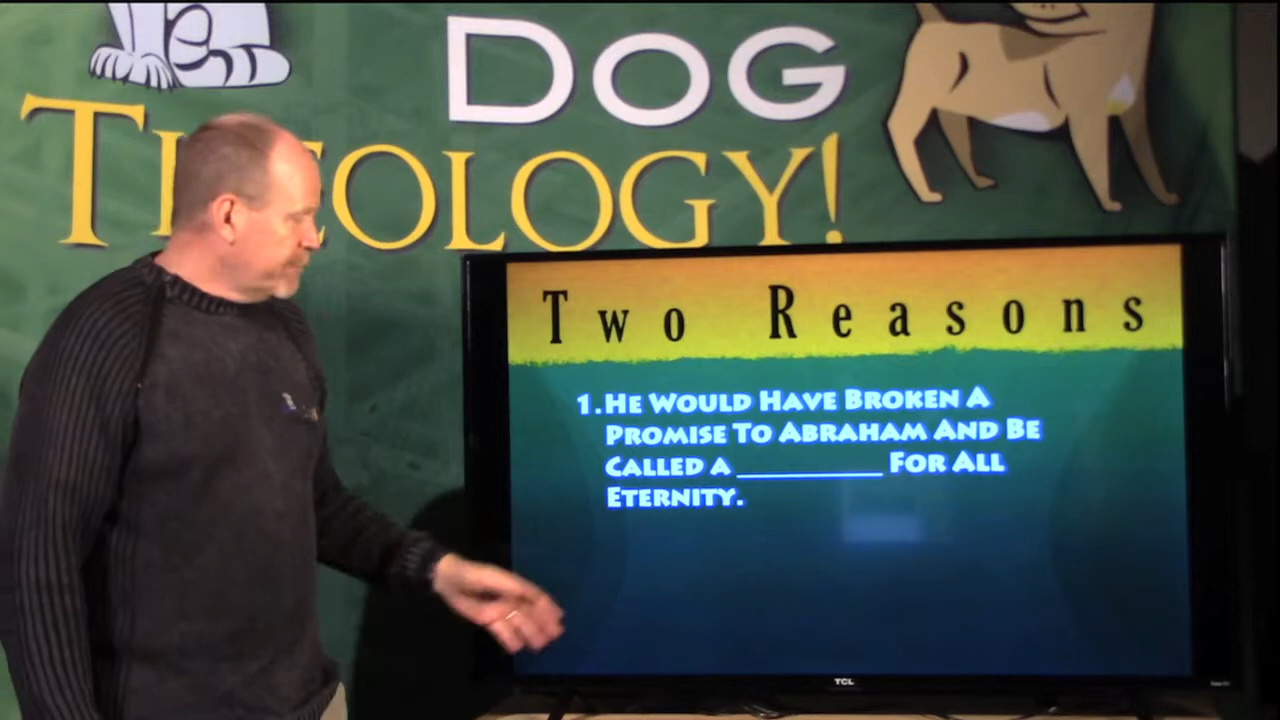 DOG
THEOLOGY!
Two Reasons
1. HE WOULD HAVE BROKEN A
PROMISE TO ABRAHAM AND BE
CALLED A __________ FOR ALL
ETERNITY.
TCL